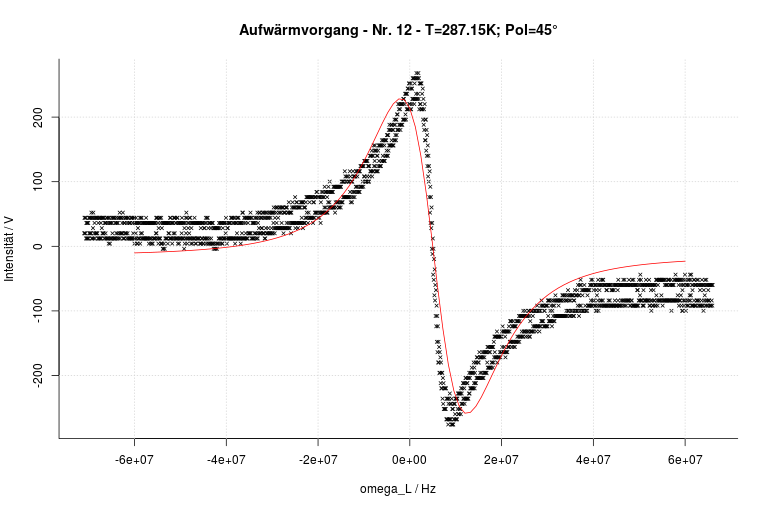 Aufwärmvorgang - Nr. 12 - T=287.15K; Pol=45°
Intensität / V
200
100
0
-100
-200
-6e+07 -4e+07 -2e+07 0e+00 2e+07 4e+07 6e+07
omega_L / Hz